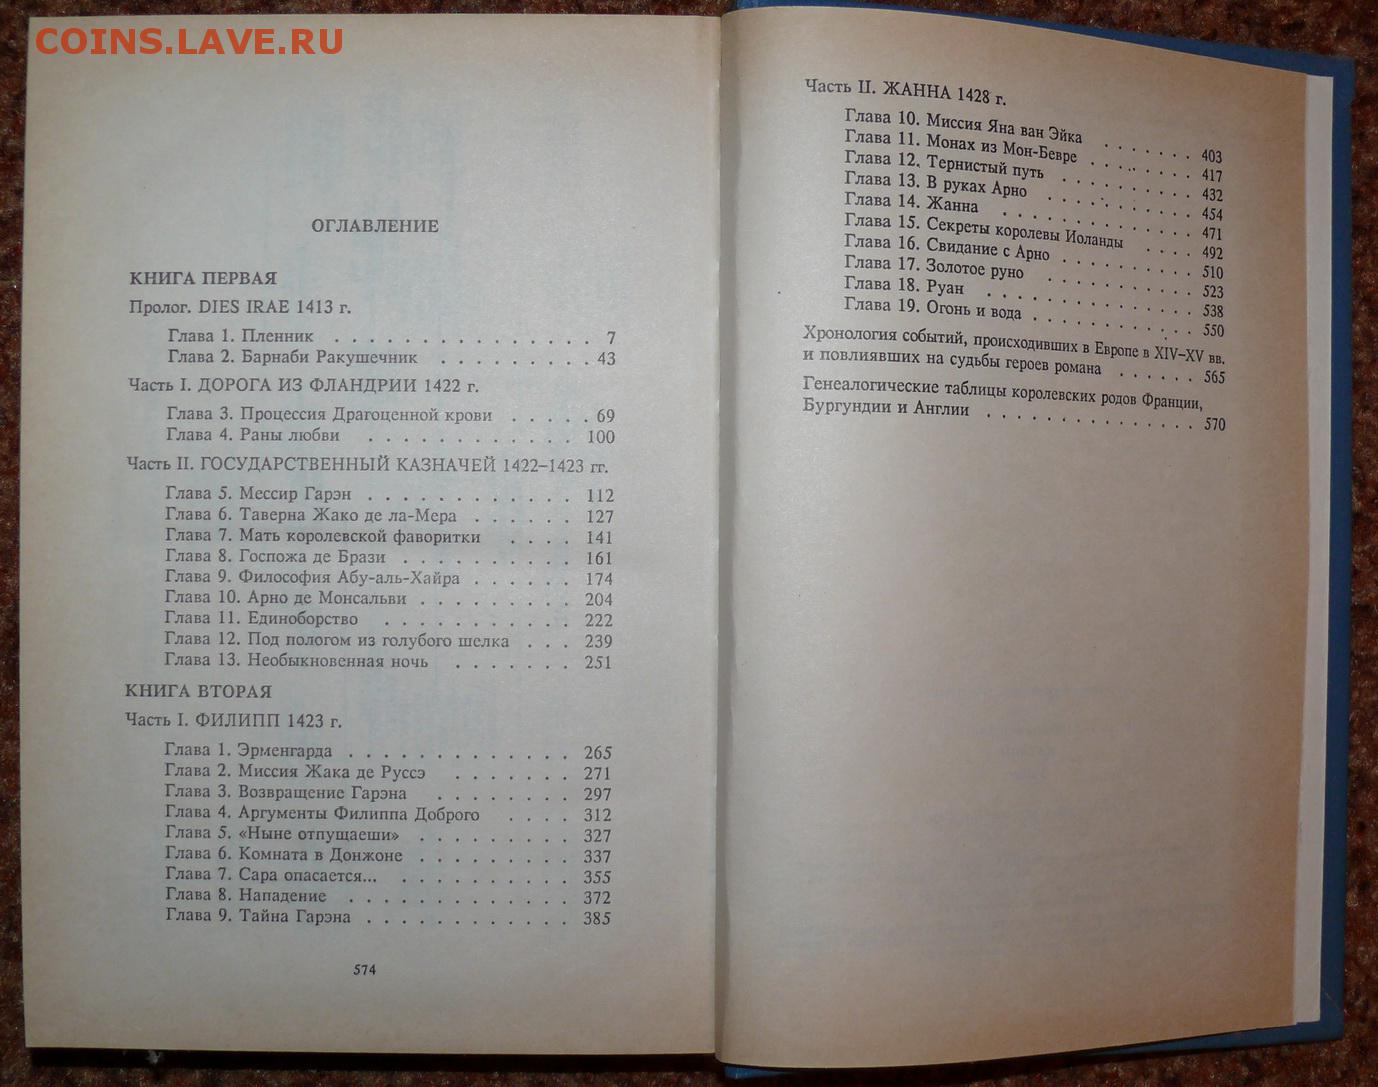 COINS.LAVE.RU
ОГЛАВЛЕНИЕ
КНИГА ПЕРВАЯ
Пролог. DIES IRAE 1413 г.
Глава 1. Пленник . . . . . . . . . . . . . . . . 7
Глава 2. Барнаби Ракушечник . . . . . . . . . 43
Часть I. ДОРОГА ИЗ ФЛАНДРИИ 1422 г.
Глава 3. Процессия Драгоценной крови . . . . . 69
Глава 4. Раны любви . . . . . . . . . . . . . 100
Часть II. ГОСУДАРСТВЕННЫЙ КАЗНАЧЕЙ 1422–1423 гг.
Глава 5. Мессир Гарэн . . . . . . . . . . . . 112
Глава 6. Таверна Жако де ла-Мера . . . . . . 127
Глава 7. Мать королевской фаворитки . . . . 141
Глава 8. Госпожа де Брази . . . . . . . . . . 161
Глава 9. Философия Абу-аль-Хайра . . . . . . 174
Глава 10. Арно де Монсальви . . . . . . . . . 204
Глава 11. Единоборство . . . . . . . . . . . 222
Глава 12. Под пологом из голубого шелка . . . 239
Глава 13. Необыкновенная ночь . . . . . . . 251
КНИГА ВТОРАЯ
Часть I. ФИЛИПП 1423 г.
Глава 1. Эрменгарда . . . . . . . . . . . . . 265
Глава 2. Миссия Жака де Руссэ . . . . . . . 271
Глава 3. Возвращение Гарэна . . . . . . . . 297
Глава 4. Аргументы Филиппа Доброго . . . . 312
Глава 5. «Ныне отпущаеши» . . . . . . . . . 327
Глава 6. Комната в Донжоне . . . . . . . . . 337
Глава 7. Сара опасается... . . . . . . . . . . 355
Глава 8. Нападение . . . . . . . . . . . . . 372
Глава 9. Тайна Гарэна . . . . . . . . . . . . 385
574
Часть II. ЖАННА 1428 г.
Глава 10. Миссия Яна ван Эйка . . . . . . . 403
Глава 11. Монах из Мон-Бевре . . . . . . . . 417
Глава 12. Тернистый путь . . . . . . . . . . 432
Глава 13. В руках Арно . . . . . . . . . . . 454
Глава 14. Жанна . . . . . . . . . . . . . . 471
Глава 15. Секреты королевы Иоланды . . . . 492
Глава 16. Свидание с Арно . . . . . . . . . 510
Глава 17. Золотое руно . . . . . . . . . . . 523
Глава 18. Руан . . . . . . . . . . . . . . . 538
Глава 19. Огонь и вода . . . . . . . . . . . 550
Хронология событий, происходивших в Европе в XIV–XV вв.
и повлиявших на судьбы героев романа . . . . . . 565
Генеалогические таблицы королевских родов Франции,
Бургундии и Англии . . . . . . . . . . . . . . 570